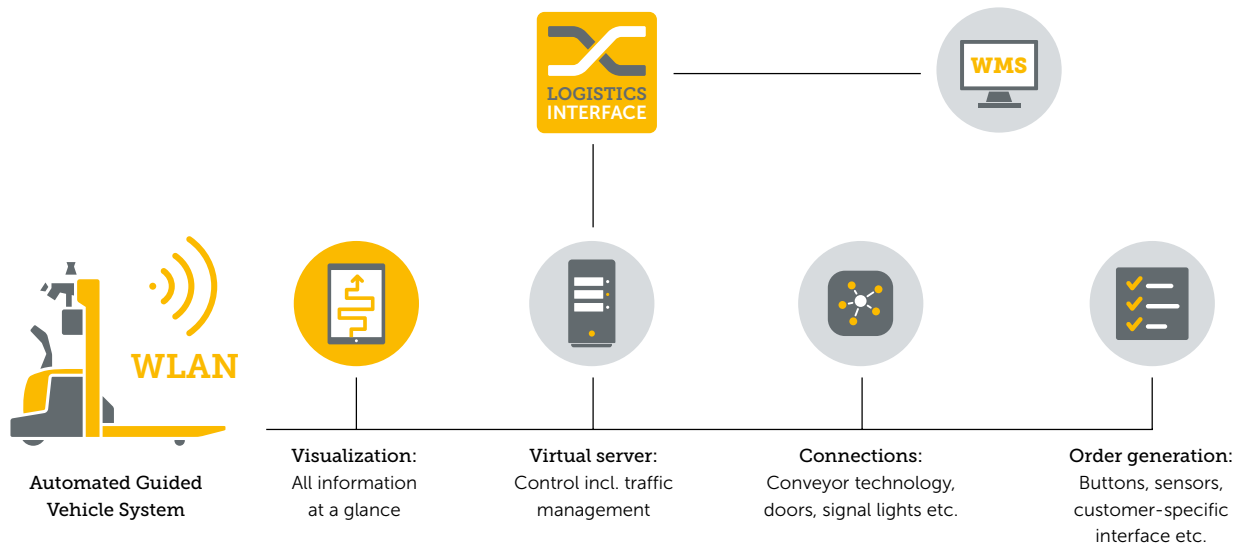 LOGISTICS
INTERFACE
WMS
WLAN
Automated Guided
Vehicle System
Visualization:
All information
at a glance
Virtual server:
Control incl. traffic
management
Connections:
Conveyor technology,
doors, signal lights etc.
Order generation:
Buttons, sensors,
customer-specific
interface etc.